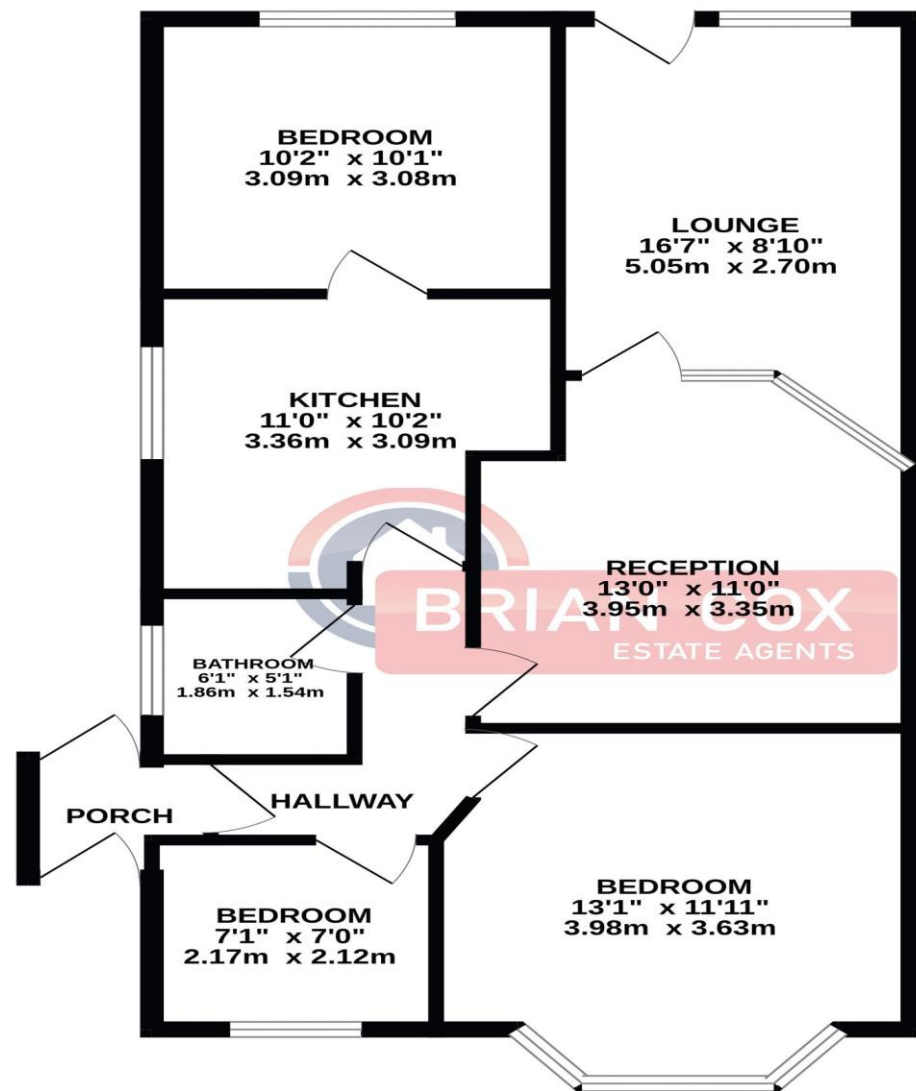 BEDROOM
10'2" x 10'1"
3.09m x 3.08m
LOUNGE
16'7" x 8'10"
5.05m x 2.70m
KITCHEN
11'0" x 10'2"
3.36m x 3.09m
RECEPTION
13'0" x 11'0"
3.95m x 3.35m
BRIAN COX
ESTATE AGENTS
BATHROOM
6'1" x 5'1"
1.86m x 1.54m
PORCH
HALLWAY
BEDROOM
7'1" x 7'0"
2.17m x 2.12m
BEDROOM
13'1" x 11'11"
3.98m x 3.63m